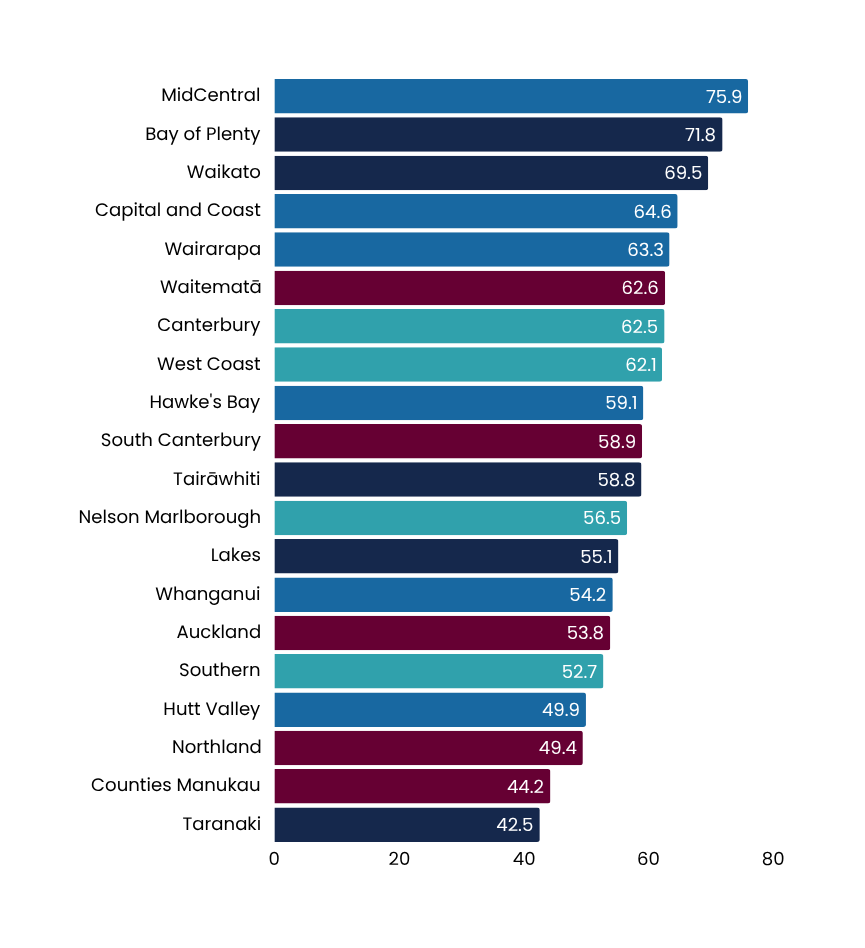 MidCentral 75.9
Bay of Plenty 71.8
Waikato 69.5
Capital and Coast 64.6
Wairarapa 63.3
Waitematā 62.6
Canterbury 62.5
West Coast 62.1
Hawke's Bay 59.1
South Canterbury 58.9
Tairāwhiti 58.8
Nelson Marlborough 56.5
Lakes 55.1
Whanganui 54.2
Auckland 53.8
Southern 52.7
Hutt Valley 49.9
Northland 49.4
Counties Manukau 44.2
Taranaki 42.5
0 20 40 60 80